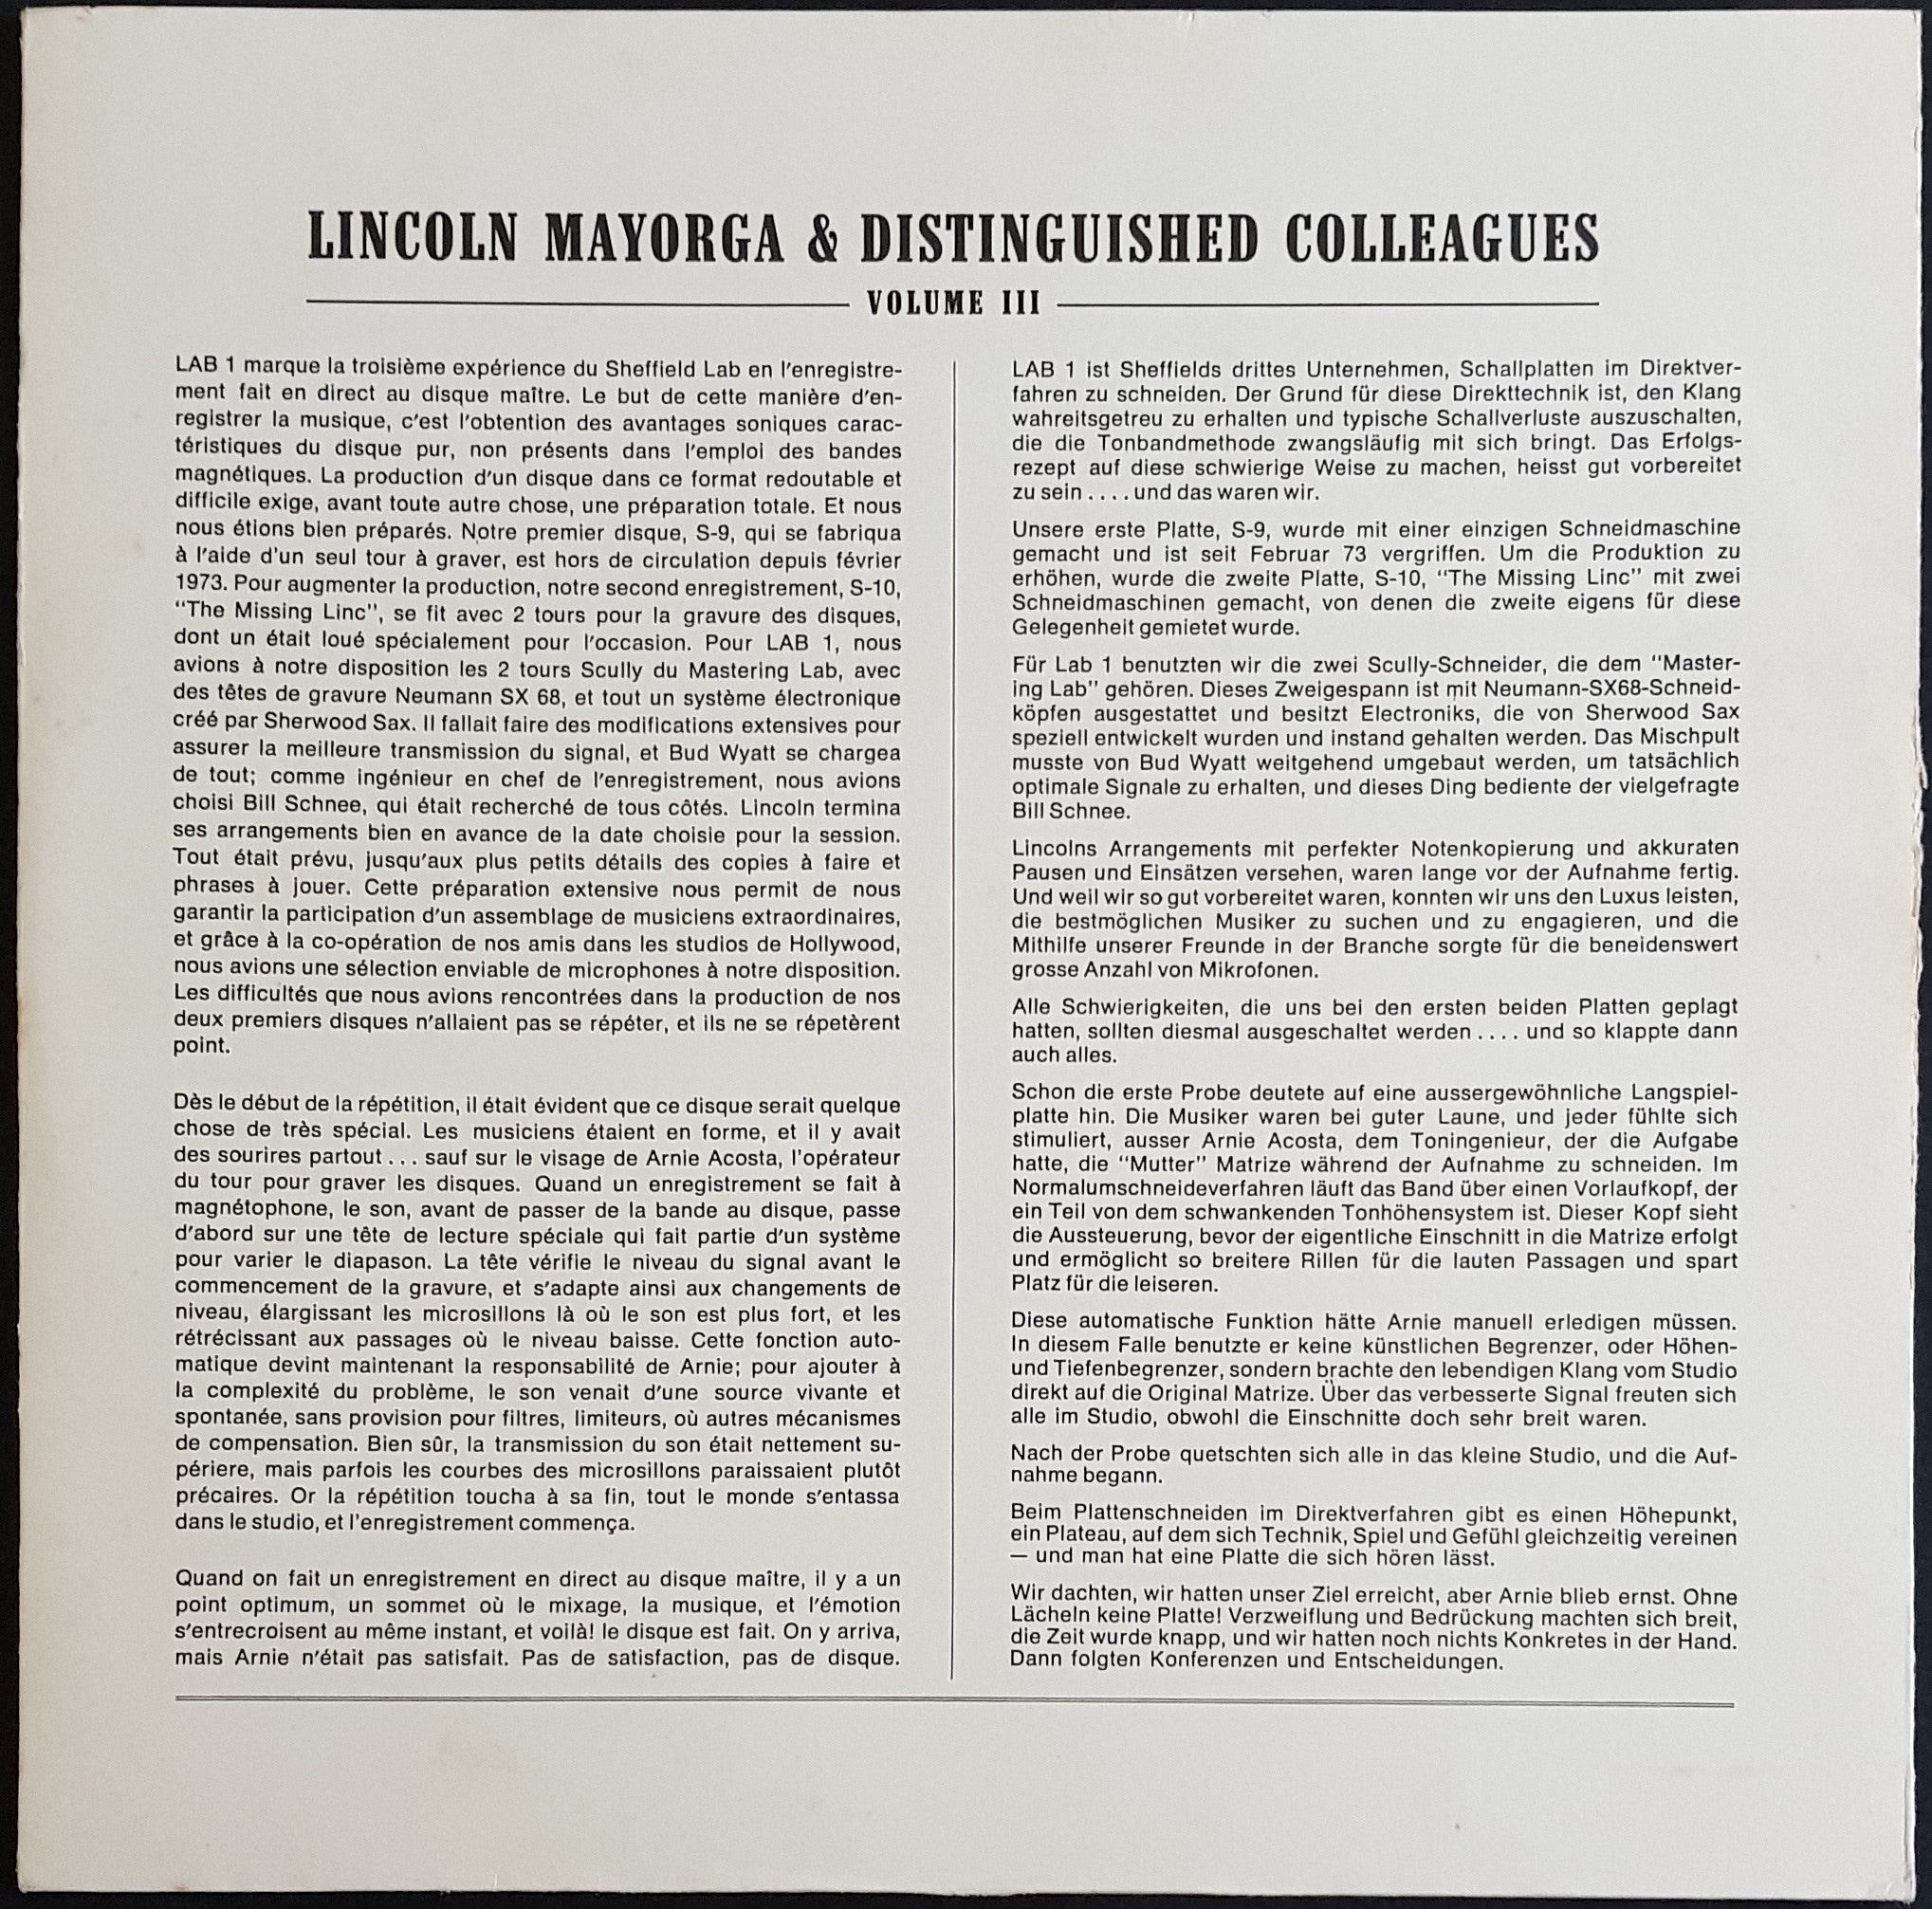 LINCOLN MAYORGA & DISTINGUISHED COLLEAGUES
VOLUME III
LAB 1 marque la troisième expérience du Sheffield Lab en l'enregistre-
ment fait en direct au disque maître. Le but de cette manière d'en-
registrer la musique, c'est l'obtention des avantages soniques carac-
téristiques du disque pur, non présents dans l'emploi des bandes
magnétiques. La production d'un disque dans ce format redoutable et
difficile exige, avant toute autre chose, une préparation totale. Et nous
nous étions bien préparés. Notre premier disque, S-9, qui se fabriqua
à l'aide d'un seul tour à graver, est hors de circulation depuis février
1973. Pour augmenter la production, notre second enregistrement, S-10,
"The Missing Linc", se fit avec 2 tours pour la gravure des disques,
dont un était loué spécialement pour l'occasion. Pour LAB 1, nous
avions à notre disposition les 2 tours Scully du Mastering Lab, avec
des têtes de gravure Neumann SX 68, et tout un système électronique
créé par Sherwood Sax. Il fallait faire des modifications extensives pour
assurer la meilleure transmission du signal, et Bud Wyatt se chargea
de tout; comme ingénieur en chef de l'enregistrement, nous avions
choisi Bill Schnee, qui était recherché de tous côtés. Lincoln termina
ses arrangements bien en avance de la date choisie pour la session.
Tout était prévu, jusqu'aux plus petits détails des copies à faire et
phrases à jouer. Cette préparation extensive nous permit de nous
garantir la participation d'un assemblage de musiciens extraordinaires,
et grâce à la co-opération de nos amis dans les studios de Hollywood,
nous avions une sélection enviable de microphones à notre disposition.
Les difficultés que nous avions rencontrées dans la production de nos
deux premiers disques n'allaient pas se répéter, et ils ne se répetèrent
point.
Dès le début de la répétition, il était évident que ce disque serait quelque
chose de très spécial. Les musiciens étaient en forme, et il y avait
des sourires partout . . . sauf sur le visage de Arnie Acosta, l'opérateur
du tour pour graver les disques. Quand un enregistrement se fait à
magnétophone, le son, avant de passer de la bande au disque, passe
d'abord sur une tête de lecture spéciale qui fait partie d'un système
pour varier le diapason. La tête vérifie le niveau du signal avant le
commencement de la gravure, et s'adapte ainsi aux changements de
niveau, élargissant les microsillons là où le son est plus fort, et les
rétrécissant aux passages où le niveau baisse. Cette fonction auto-
matique devint maintenant la responsabilité de Arnie; pour ajouter à
la complexité du problème, le son venait d'une source vivante et
spontanée, sans provision pour filtres, limiteurs, où autres mécanismes
de compensation. Bien sûr, la transmission du son était nettement su-
périere, mais parfois les courbes des microsillons paraissaient plutôt
précaires. Or la répétition toucha à sa fin, tout le monde s'entassa
dans le studio, et l'enregistrement commença.
Quand on fait un enregistrement en direct au disque maître, il y a un
point optimum, un sommet où le mixage, la musique, et l'émotion
s'entrecroisent au même instant, et voilà! le disque est fait. On y arriva,
mais Arnie n'était pas satisfait. Pas de satisfaction, pas de disque.
LAB 1 ist Sheffields drittes Unternehmen, Schallplatten im Direktver-
fahren zu schneiden. Der Grund für diese Direkttechnik ist, den Klang
wahreitsgetreu zu erhalten und typische Schallverluste auszuschalten,
die die Tonbandmethode zwangsläufig mit sich bringt. Das Erfolgs-
rezept auf diese schwierige Weise zu machen, heisst gut vorbereitet
zu sein . . . . und das waren wir.
Unsere erste Platte, S-9, wurde mit einer einzigen Schneidmaschine
gemacht und ist seit Februar 73 vergriffen. Um die Produktion zu
erhöhen, wurde die zweite Platte, S-10, "The Missing Linc" mit zwei
Schneidmaschinen gemacht, von denen die zweite eigens für diese
Gelegenheit gemietet wurde.
Für Lab 1 benutzten wir die zwei Scully-Schneider, die dem "Master-
ing Lab" gehören. Dieses Zweigespann ist mit Neumann-SX68-Schneid-
köpfen ausgestattet und besitzt Electroniks, die von Sherwood Sax
speziell entwickelt wurden und instand gehalten werden. Das Mischpult
musste von Bud Wyatt weitgehend umgebaut werden, um tatsächlich
optimale Signale zu erhalten, und dieses Ding bediente der vielgefragte
Bill Schnee.
Lincolns Arrangements mit perfekter Notenkopierung und akkuraten
Pausen und Einsätzen versehen, waren lange vor der Aufnahme fertig.
Und weil wir so gut vorbereitet waren, konnten wir uns den Luxus leisten,
die bestmöglichen Musiker zu suchen und zu engagieren, und die
Mithilfe unserer Freunde in der Branche sorgte für die beneidenswert
grosse Anzahl von Mikrofonen.
Alle Schwierigkeiten, die uns bei den ersten beiden Platten geplagt
hatten, sollten diesmal ausgeschaltet werden . . . . und so klappte dann
auch alles.
Schon die erste Probe deutete auf eine aussergewöhnliche Langspiel-
platte hin. Die Musiker waren bei guter Laune, und jeder fühlte sich
stimuliert, ausser Arnie Acosta, dem Toningenieur, der die Aufgabe
hatte, die "Mutter" Matrize während der Aufnahme zu schneiden. Im
Normalumschneideverfahren läuft das Band über einen Vorlaufkopf, der
ein Teil von dem schwankenden Tonhöhensystem ist. Dieser Kopf sieht
die Aussteuerung, bevor der eigentliche Einschnitt in die Matrize erfolgt
und ermöglicht so breitere Rillen für die lauten Passagen und spart
Platz für die leiseren.
Diese automatische Funktion hätte Arnie manuell erledigen müssen.
In diesem Falle benutzte er keine künstlichen Begrenzer, oder Höhen-
und Tiefenbegrenzer, sondern brachte den lebendigen Klang vom Studio
direkt auf die Original Matrize. Über das verbesserte Signal freuten sich
alle im Studio, obwohl die Einschnitte doch sehr breit waren.
Nach der Probe quetschten sich alle in das kleine Studio, und die Auf-
nahme begann.
Beim Plattenschneiden im Direktverfahren gibt es einen Höhepunkt,
ein Plateau, auf dem sich Technik, Spiel und Gefühl gleichzeitig vereinen
— und man hat eine Platte die sich hören lässt.
Wir dachten, wir hatten unser Ziel erreicht, aber Arnie blieb ernst. Ohne
Lächeln keine Platte! Verzweiflung und Bedrückung machten sich breit,
die Zeit wurde knapp, und wir hatten noch nichts Konkretes in der Hand.
Dann folgten Konferenzen und Entscheidungen.